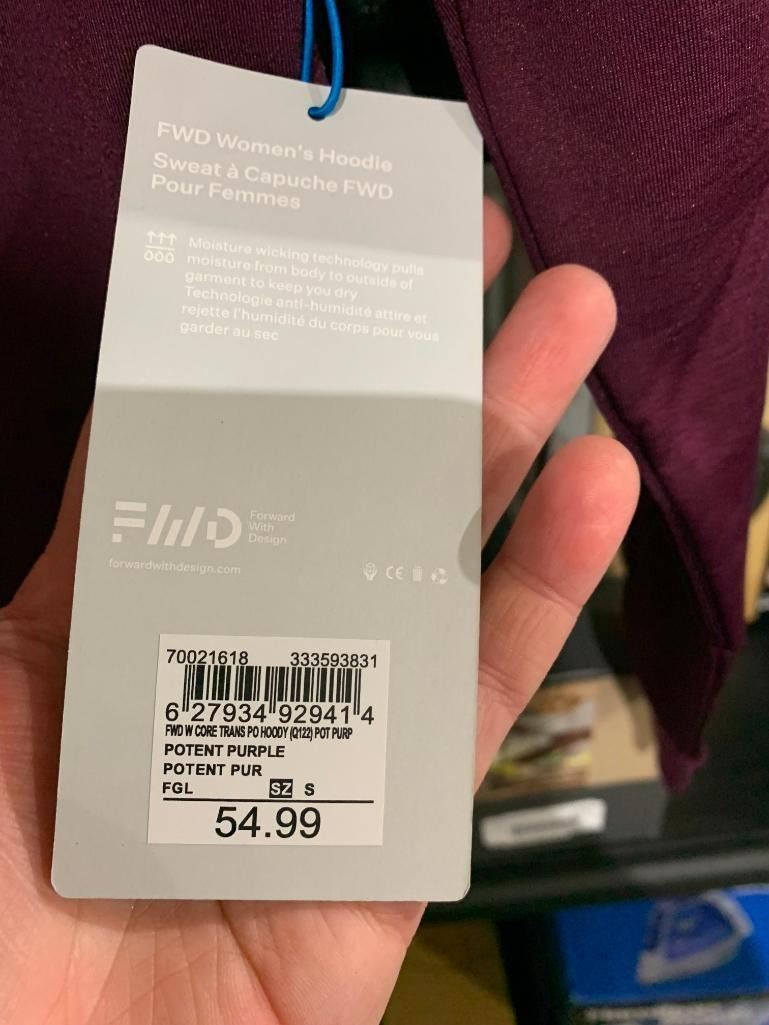 FWD Women's Hoodie
Sweat à Capuche FWD
Pour Femmes
Moisture wicking technology pulls
moisture from body to outside of
garment to keep you dry
Technologie anti-humidité attire et
rejette l'humidité du corps pour vous
garder au sec
FWD
Forward
With
Design
forwardwithdesign.com
CE
70021618 333593831
6 27934 92941 4
FWD W CORE TRANS PO HOODY (Q122) POT PURP
POTENT PURPLE
POTENT PUR
FGL SZ S
54.99